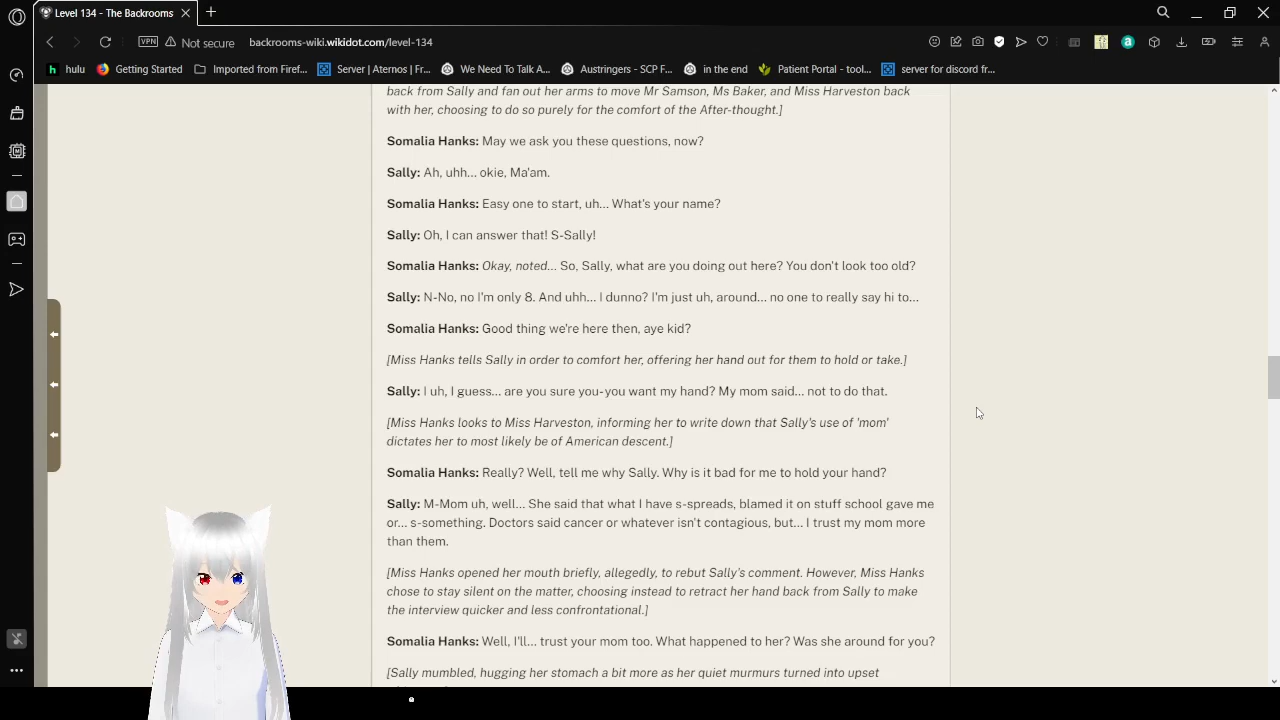 Level 134 - The Backrooms
VPN Not secure backrooms-wiki.wikidot.com/level-134
hulu Getting Started Imported from Firef... Server | Aternos | Fr... We Need To Talk A... Austringers - SCP F... in the end Patient Portal - tool... server for discord fr...
back from Sally and fan out her arms to move Mr Samson, Ms Baker, and Miss Harveston back
with her, choosing to do so purely for the comfort of the After-thought.]
Somalia Hanks: May we ask you these questions, now?
Sally: Ah, uhh... okie, Ma'am.
Somalia Hanks: Easy one to start, uh... What's your name?
Sally: Oh, I can answer that! S-Sally!
Somalia Hanks: Okay, noted... So, Sally, what are you doing out here? You don't look too old?
Sally: N-No, no I'm only 8. And uhh... I dunno? I'm just uh, around... no one to really say hi to...
Somalia Hanks: Good thing we're here then, aye kid?
[Miss Hanks tells Sally in order to comfort her, offering her hand out for them to hold or take.]
Sally: I uh, I guess... are you sure you-you want my hand? My mom said... not to do that.
[Miss Hanks looks to Miss Harveston, informing her to write down that Sally's use of 'mom'
dictates her to most likely be of American descent.]
Somalia Hanks: Really? Well, tell me why Sally. Why is it bad for me to hold your hand?
Sally: M-Mom uh, well... She said that what I have s-spreads, blamed it on stuff school gave me
or... s-something. Doctors said cancer or whatever isn't contagious, but... I trust my mom more
than them.
[Miss Hanks opened her mouth briefly, allegedly, to rebut Sally's comment. However, Miss Hanks
chose to stay silent on the matter, choosing instead to retract her hand back from Sally to make
the interview quicker and less confrontational.]
Somalia Hanks: Well, I'll... trust your mom too. What happened to her? Was she around for you?
[Sally mumbled, hugging her stomach a bit more as her quiet murmurs turned into upset